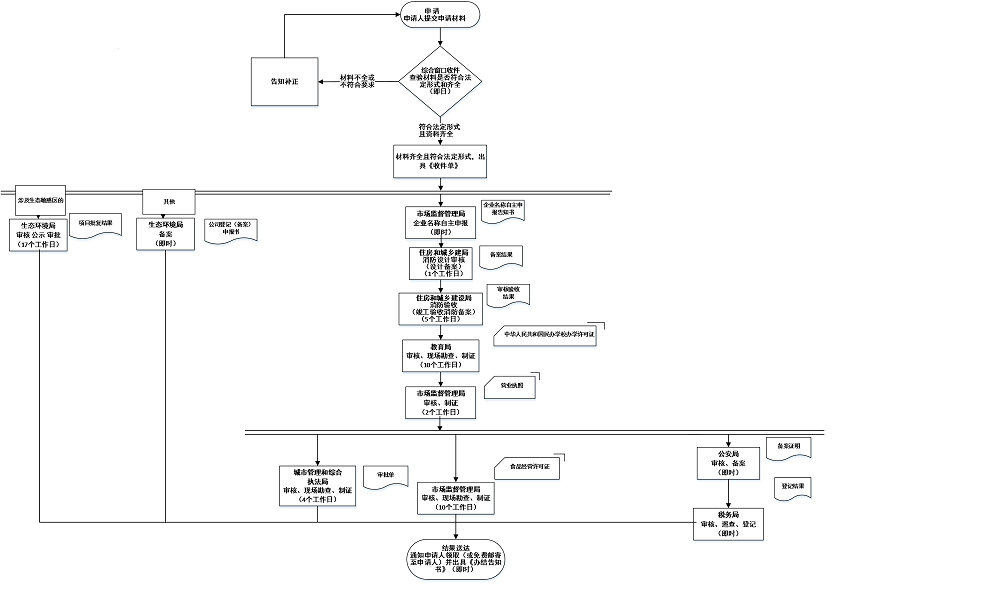 申 请
申请人提交申请材料
综合窗口收件
查验材料是否符合法
定形式和齐全
（即日）
材料不全或
不符合要求
告知补正
符合法定形式
且资料齐全
材料齐全且符合法定形式，出
具《收件单》
涉及生态敏感区的
其他
生态环境局
审核 公示 审批
（17个工作日）
项目批复结果
生态环境局
备案
（即时）
公司登记（备案）
申报书
市场监督管理局
企业名称自主申报
（即时）
企业名称自主申
报告知书
住房和城乡建局
消防设计审核
（设计备案）
（1个工作日）
备案结果
住房和城乡建设局
消防验收
（竣工验收消防备案）
（5个工作日）
审核验收
结果
教育局
审核、现场勘查、制证
（10个工作日）
中华人民共和国民办学校办学许可证
市场监督管理局
审核、制证
（2个工作日）
营业执照
城市管理和综合
执法局
审核、现场勘查、制证
（4个工作日）
审批单
市场监督管理局
审核、现场勘查、制证
（10个工作日）
食品经营许可证
公安局
审核、备案
（即时）
备案证明
登记结果
税务局
审核、巡查、登记
（即时）
结果送达
通知申请人领取（或免费邮寄
至申请人）并出具《办结告知
书》（即时）